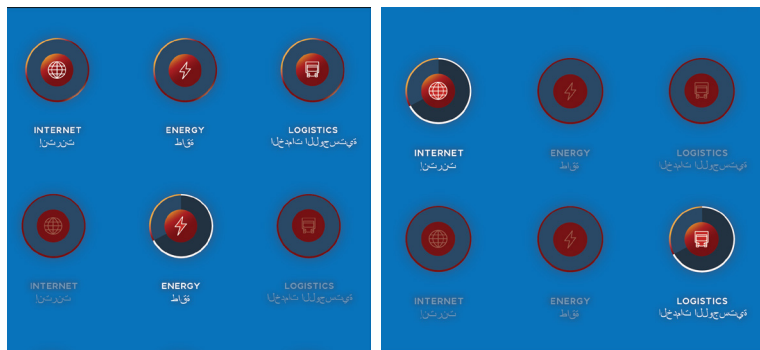 INTERNET
إنترنت
ENERGY
طاقة
LOGISTICS
الخدمات اللوجستية
INTERNET
إنترنت
ENERGY
طاقة
LOGISTICS
الخدمات اللوجستية
INTERNET
إنترنت
ENERGY
طاقة
LOGISTICS
الخدمات اللوجستية
INTERNET
إنترنت
ENERGY
طاقة
LOGISTICS
الخدمات اللوجستية